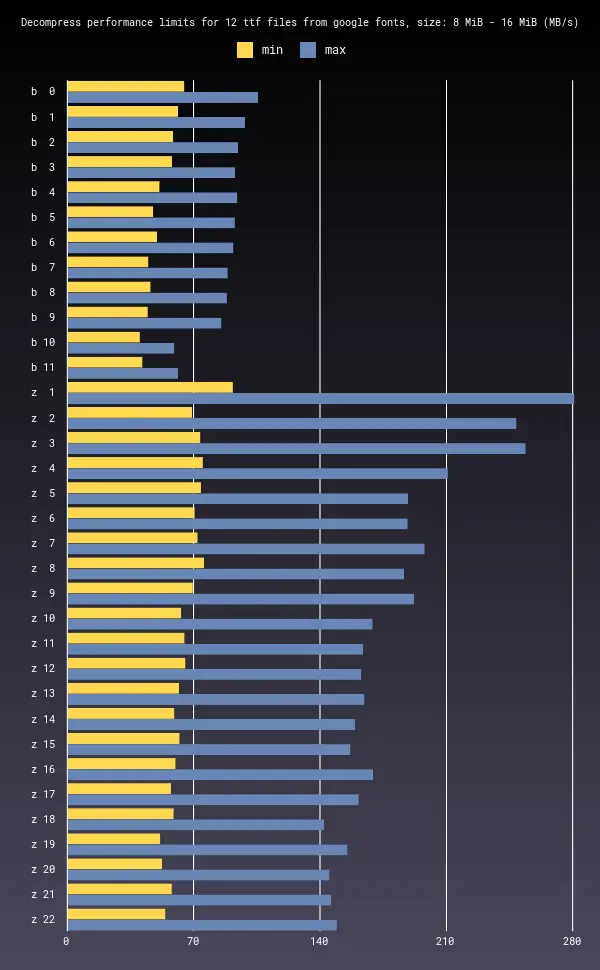 Decompress performance limits for 12 ttf files from google fonts, size: 8 MiB - 16 MiB (MB/s)
min max
b 0
b 1
b 2
b 3
b 4
b 5
b 6
b 7
b 8
b 9
b 10
b 11
z 1
z 2
z 3
z 4
z 5
z 6
z 7
z 8
z 9
z 10
z 11
z 12
z 13
z 14
z 15
z 16
z 17
z 18
z 19
z 20
z 21
z 22
0 70 140 210 280